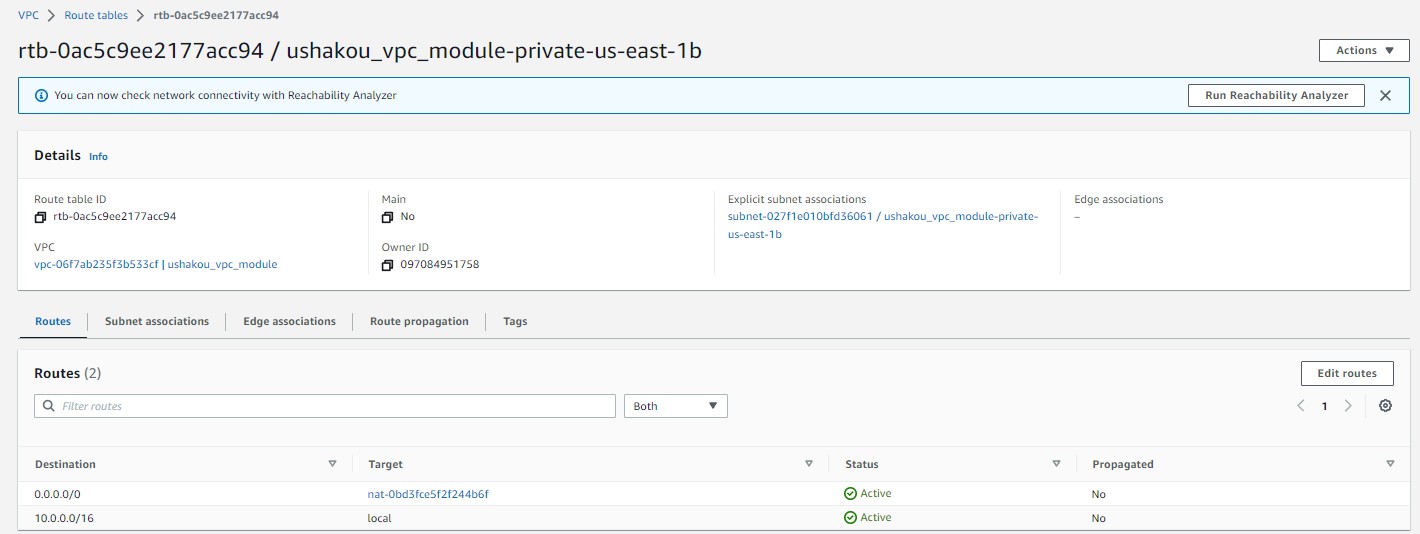 VPC > Route tables > rtb-0ac5c9ee2177acc94
rtb-0ac5c9ee2177acc94 / ushakou_vpc_module-private-us-east-1b
Actions
You can now check network connectivity with Reachability Analyzer
Run Reachability Analyzer
Details Info
Route table ID
rtb-0ac5c9ee2177acc94
Main
No
Explicit subnet associations
subnet-027f1e010bfd36061 / ushakou_vpc_module-private-
us-east-1b
Edge associations
–
VPC
vpc-06f7ab235f3b533cf | ushakou_vpc_module
Owner ID
097084951758
Routes Subnet associations Edge associations Route propagation Tags
Routes (2)
Edit routes
Filter routes
Both
1
Destination Target Status Propagated
0.0.0.0/0 nat-0bd3fce5f2f244b6f Active No
10.0.0.0/16 local Active No